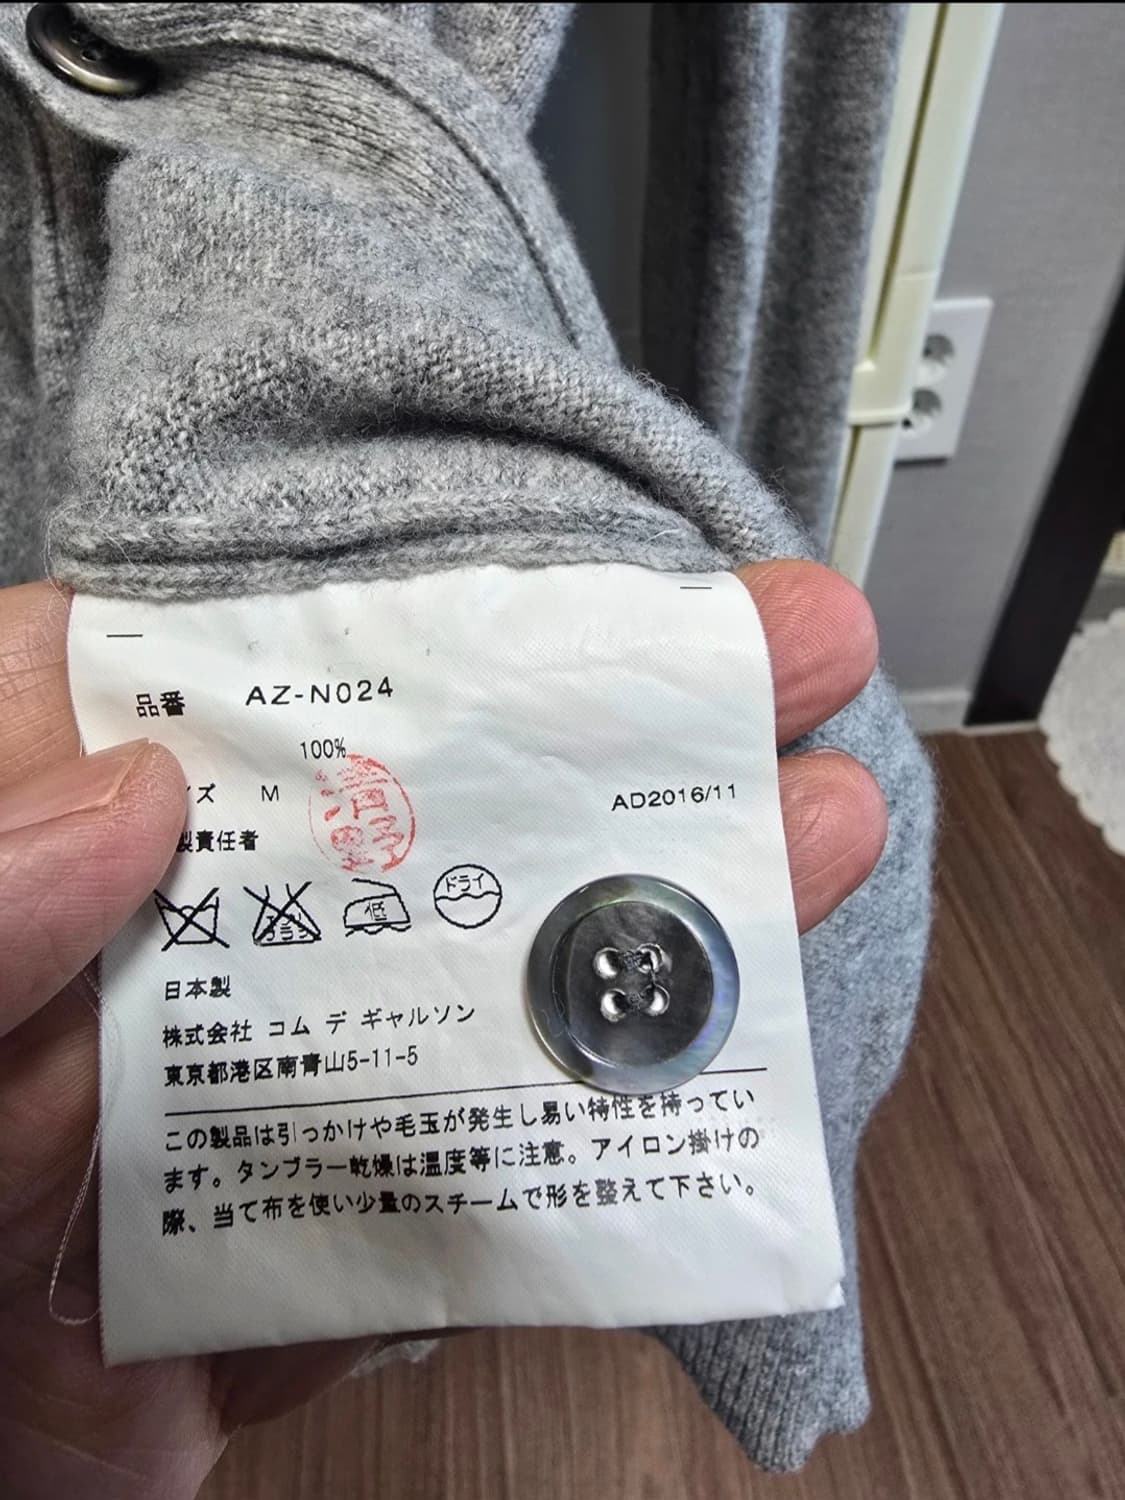 品番 AZ-N024
100%
ズ M AD2016/11
製責任者
清野
低 ドライ
日本製
株式会社 コム デ ギャルソン
東京都港区南青山5-11-5
この製品は引っかけや毛玉が発生し易い特性を持ってい
ます。タンブラー乾燥は温度等に注意。アイロン掛けの
際、当て布を使い少量のスチームで形を整えて下さい。